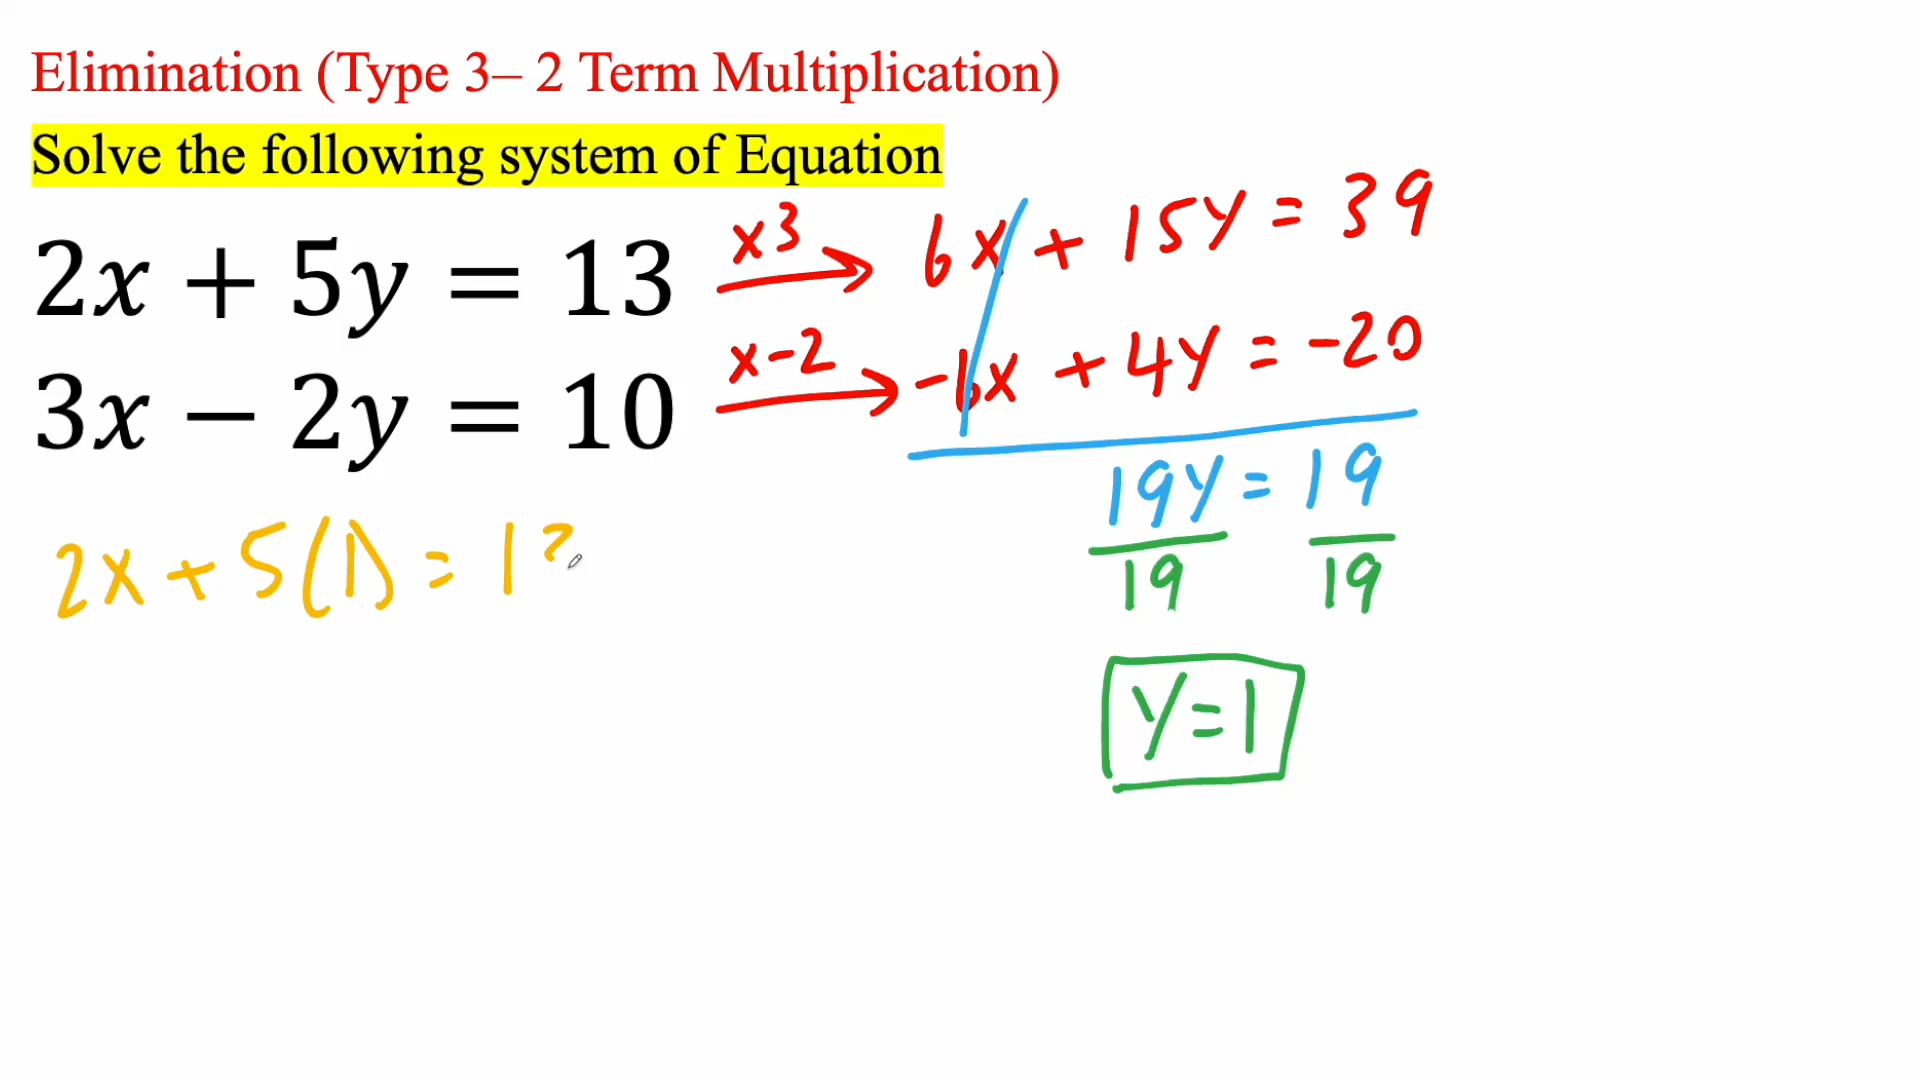 Elimination (Type 3– 2 Term Multiplication)
Solve the following system of Equation
2x + 5y = 13
x3
6x + 15y = 39
3x − 2y = 10
x-2
-6x + 4y = -20
19y = 19
19 19
y = 1
2x + 5(1) = 1